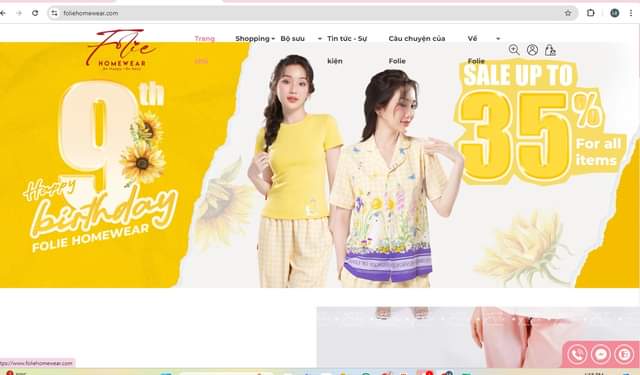 foliehomewear.com
Folie
HOMEWEAR
Trang
chủ
Shopping
Bộ sưu
Tin tức - Sự
kiện
Câu chuyện của
Folie
Về
Folie
9th
Happy
birthday
FOLIE HOMEWEAR
SALE UP TO
35%
For all
items
https://www.foliehomewear.com